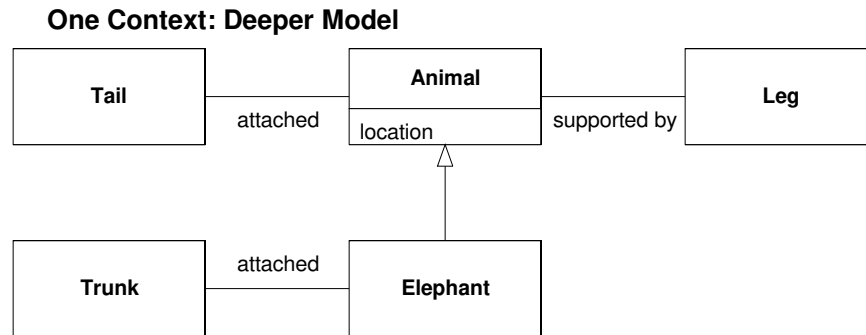 One Context: Deeper Model
Tail
Animal
Leg
attached
location
supported by
attached
Trunk
Elephant